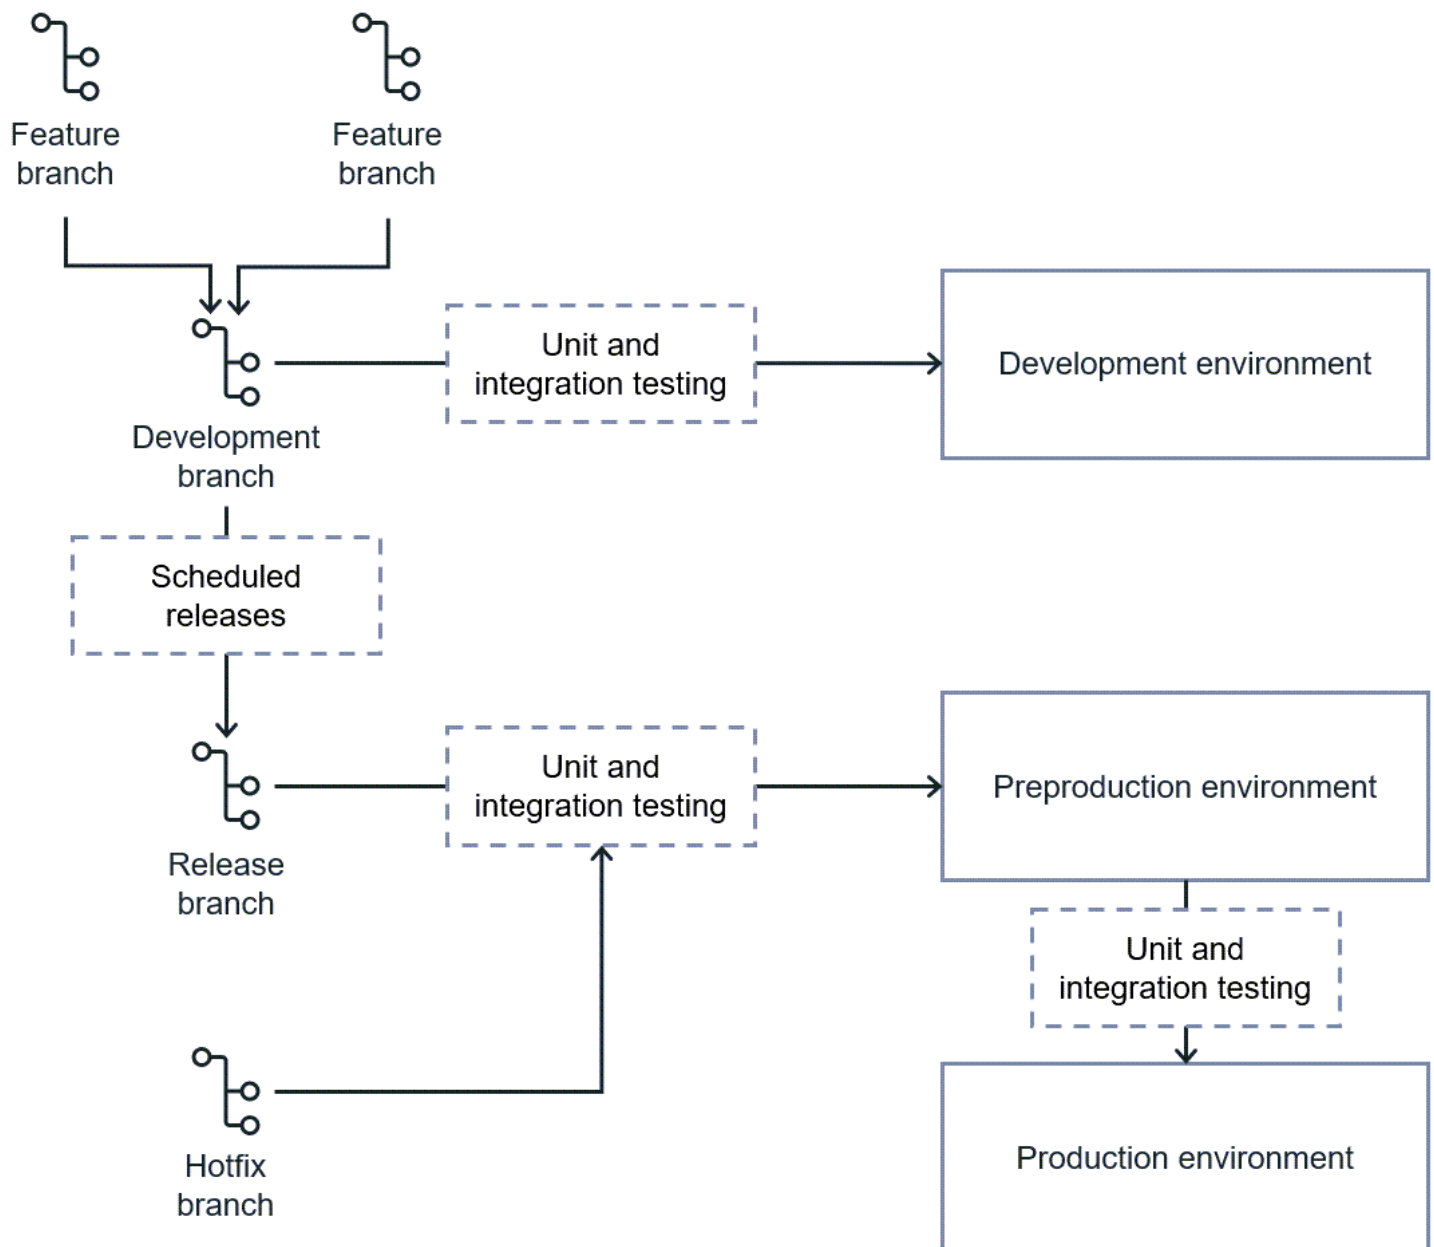 Feature
branch
Feature
branch
Unit and
integration testing
Development environment
Development
branch
Scheduled
releases
Unit and
integration testing
Preproduction environment
Release
branch
Unit and
integration testing
Hotfix
branch
Production environment